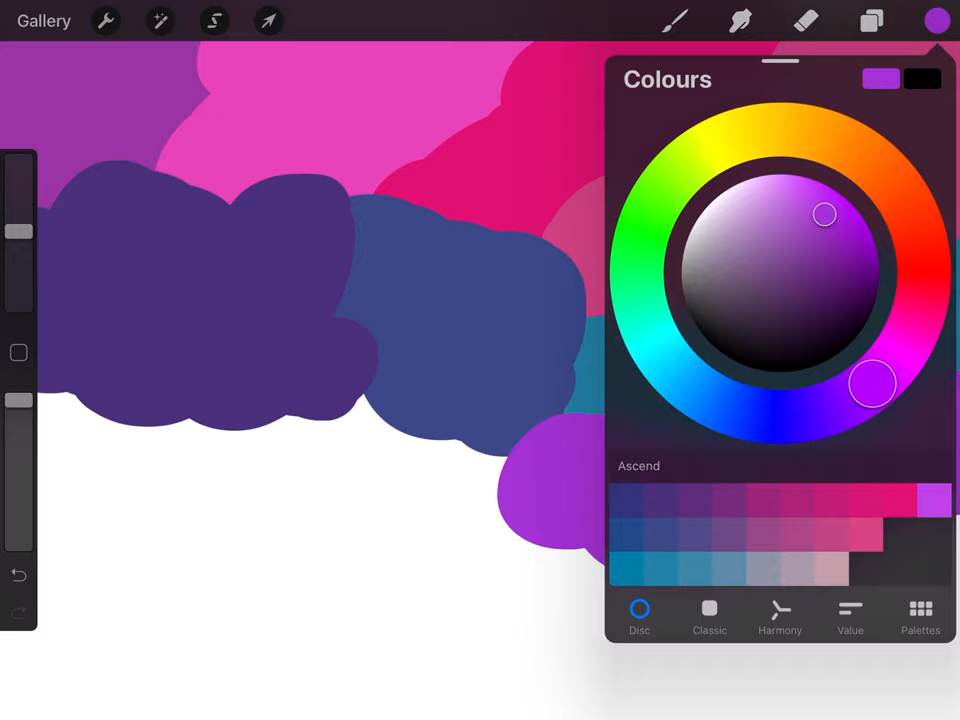 Gallery
Colours
Ascend
Disc
Classic
Harmony
Value
Palettes